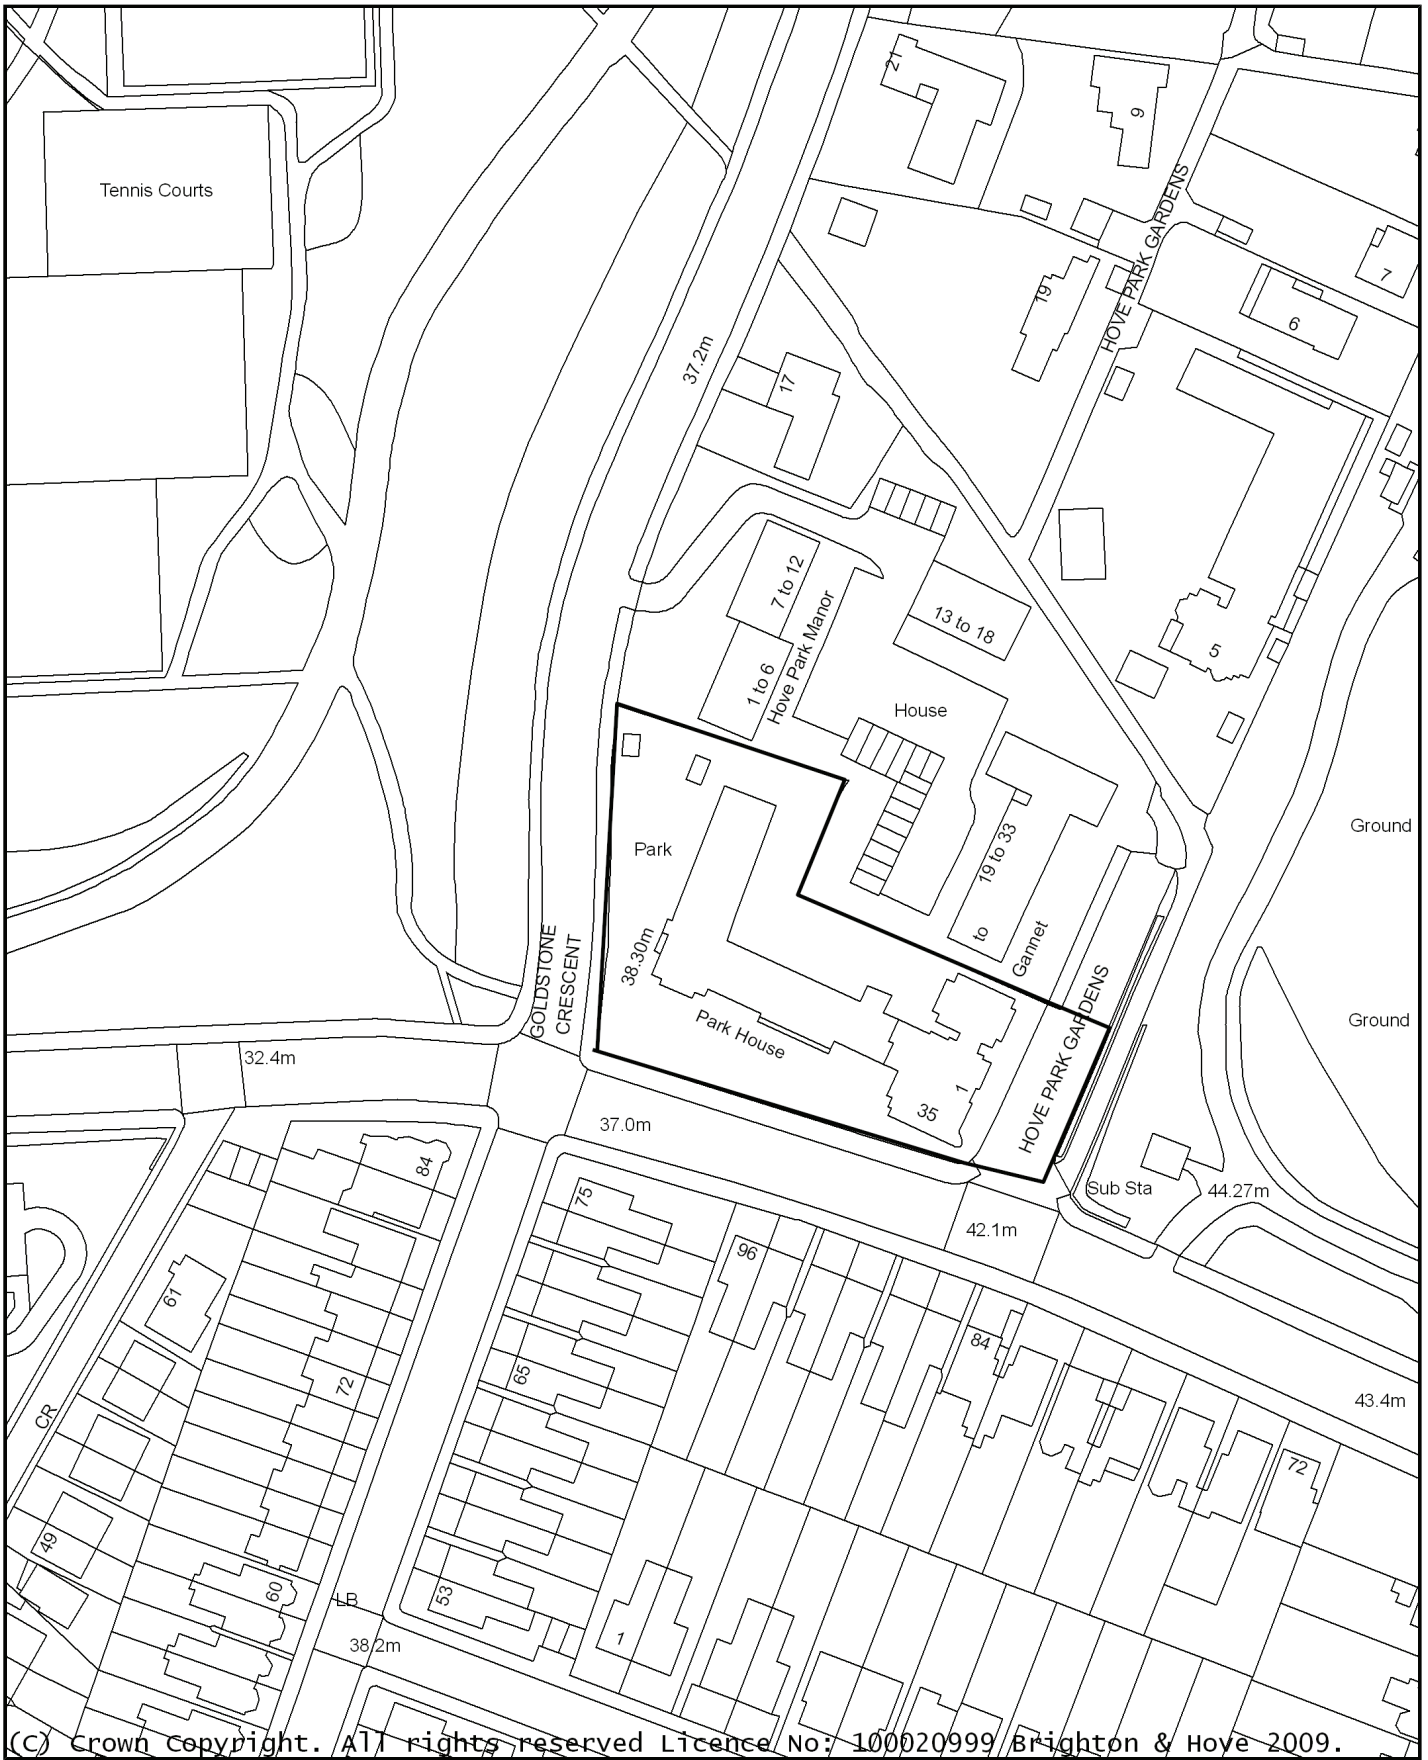 21
9
Tennis Courts
HOVE PARK GARDENS
7
19
6
37.2m
17
7 to 12
Hove Park Manor
13 to 18
5
1 to 6
House
Ground
19 to 33
Park
to
Gannet
38.30m
GOLDSTONE
CRESCENT
HOVE PARK GARDENS
Ground
Park House
32.4m
1
35
37.0m
84
Sub Sta
44.27m
75
42.1m
96
61
84
65
72
43.4m
CR
72
49
60
53
LB
1
38.2m
(c) Crown Copyright. All rights reserved Licence No: 100020999 Brighton & Hove 2009.